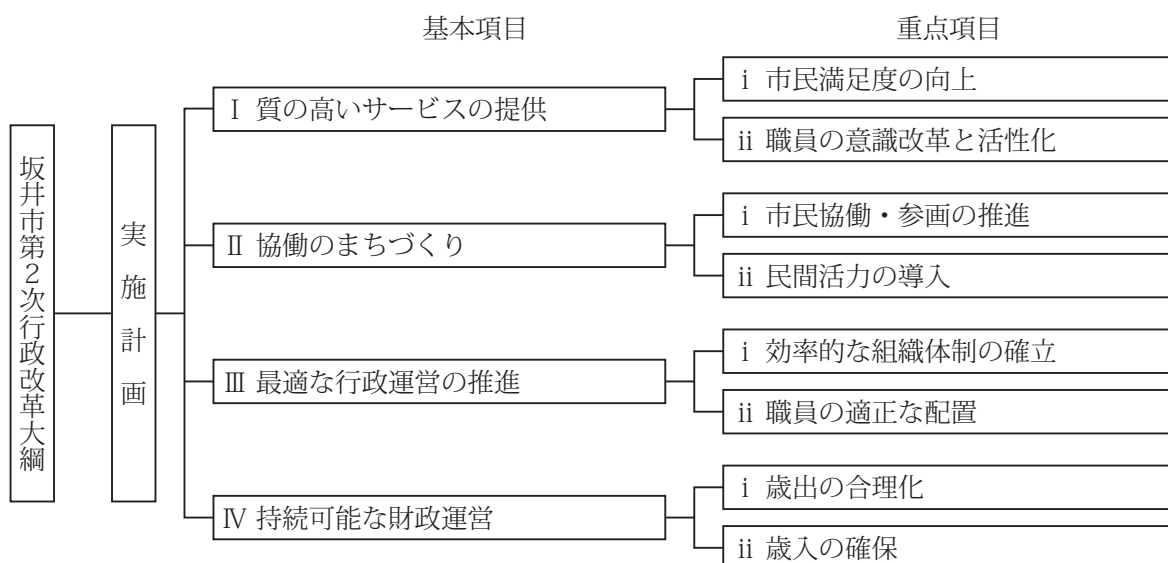 基本項目
重点項目
坂井市第2次行政改革大綱
実施計画
Ⅰ 質の高いサービスの提供
ⅰ 市民満足度の向上
ⅱ 職員の意識改革と活性化
Ⅱ 協働のまちづくり
ⅰ 市民協働・参画の推進
ⅱ 民間活力の導入
Ⅲ 最適な行政運営の推進
ⅰ 効率的な組織体制の確立
ⅱ 職員の適正な配置
Ⅳ 持続可能な財政運営
ⅰ 歳出の合理化
ⅱ 歳入の確保